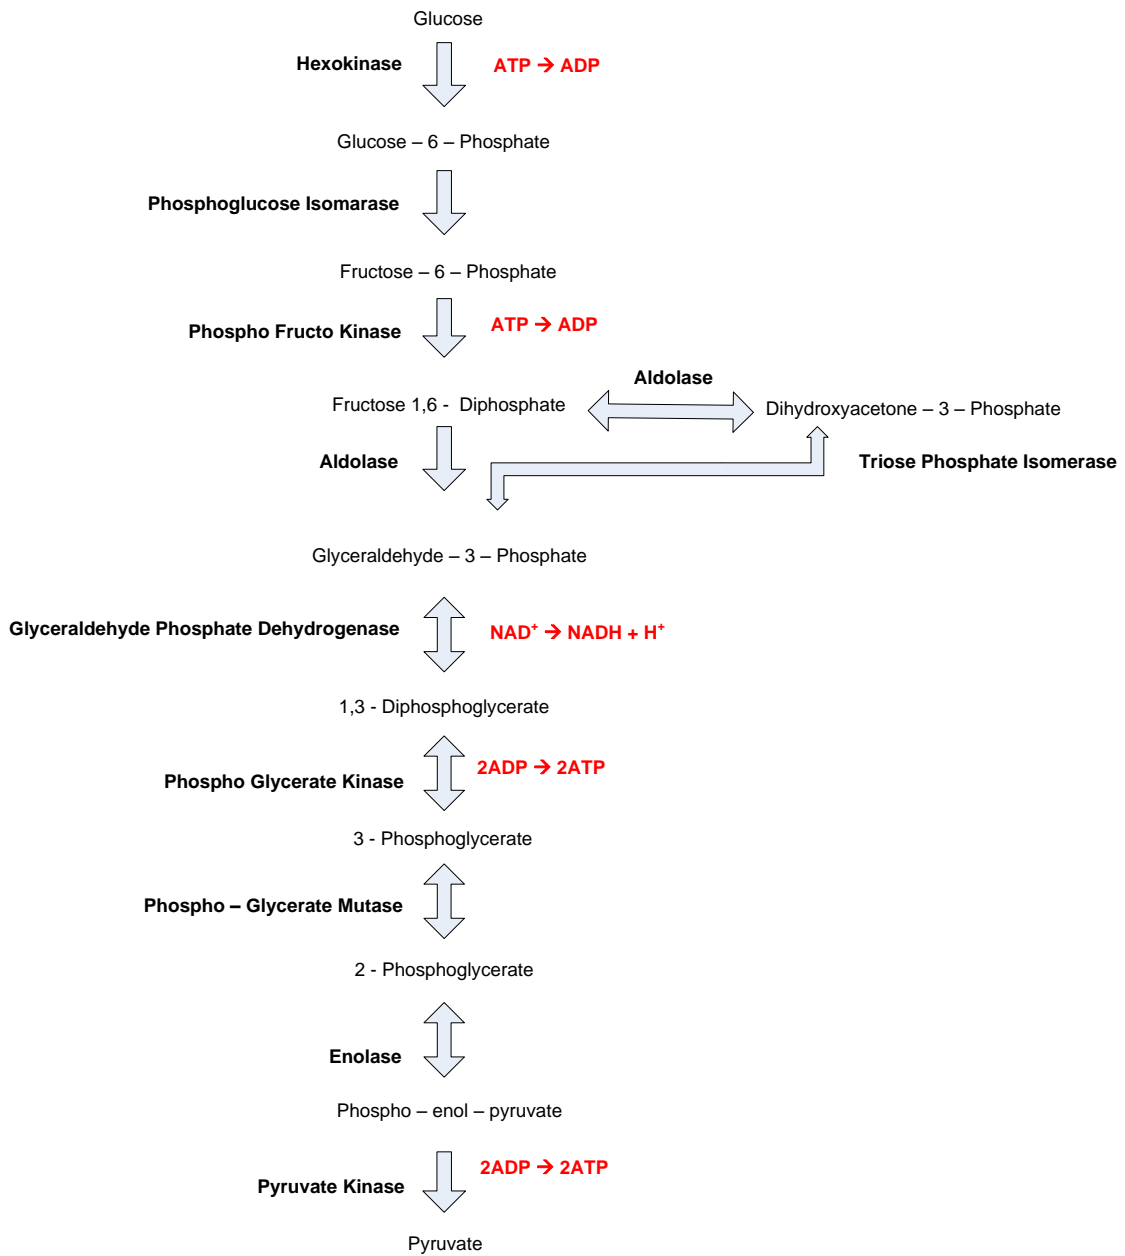 Glucose
Hexokinase
ATP → ADP
Glucose – 6 – Phosphate
Phosphoglucose Isomarase
Fructose – 6 – Phosphate
Phospho Fructo Kinase
ATP → ADP
Aldolase
Fructose 1,6 - Diphosphate
Dihydroxyacetone – 3 – Phosphate
Aldolase
Triose Phosphate Isomerase
Glyceraldehyde – 3 – Phosphate
Glyceraldehyde Phosphate Dehydrogenase
NAD⁺ → NADH + H⁺
1,3 - Diphosphoglycerate
Phospho Glycerate Kinase
2ADP → 2ATP
3 - Phosphoglycerate
Phospho – Glycerate Mutase
2 - Phosphoglycerate
Enolase
Phospho – enol – pyruvate
Pyruvate Kinase
2ADP → 2ATP
Pyruvate